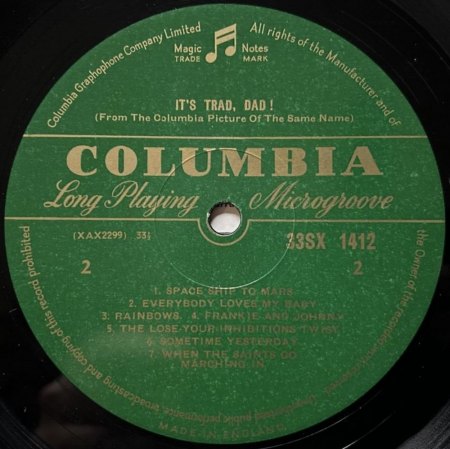 Columbia Graphophone Company Limited
Magic Notes
TRADE MARK
All rights of the Manufacturer and of
the Owner of the recorded work reserved
IT'S TRAD, DAD !
(From The Columbia Picture Of The Same Name)
COLUMBIA
Long Playing Microgroove
(XAX2299) 33⅓
33SX 1412
2 2
1. SPACE SHIP TO MARS
2. EVERYBODY LOVES MY BABY
3. RAINBOWS. 4. FRANKIE AND JOHNNY
5. THE LOSE-YOUR-INHIBITIONS TWIST
6. SOMETIME YESTERDAY
7. WHEN THE SAINTS GO
MARCHING IN
Unauthorised public performance, broadcasting and copying of this record prohibited
MADE IN ENGLAND